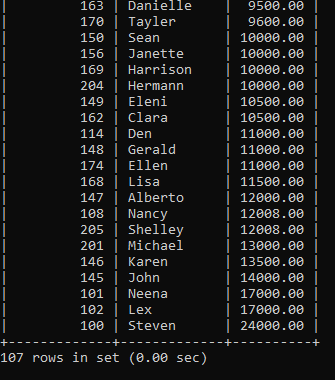 |         163 | Danielle    |  9500.00 |
|         170 | Tayler      |  9600.00 |
|         150 | Sean        | 10000.00 |
|         156 | Janette     | 10000.00 |
|         169 | Harrison    | 10000.00 |
|         204 | Hermann     | 10000.00 |
|         149 | Eleni       | 10500.00 |
|         162 | Clara       | 10500.00 |
|         114 | Den         | 11000.00 |
|         148 | Gerald      | 11000.00 |
|         174 | Ellen       | 11000.00 |
|         168 | Lisa        | 11500.00 |
|         147 | Alberto     | 12000.00 |
|         108 | Nancy       | 12008.00 |
|         205 | Shelley     | 12008.00 |
|         201 | Michael     | 13000.00 |
|         146 | Karen       | 13500.00 |
|         145 | John        | 14000.00 |
|         101 | Neena       | 17000.00 |
|         102 | Lex         | 17000.00 |
|         100 | Steven      | 24000.00 |
+-------------+-------------+----------+
107 rows in set (0.00 sec)